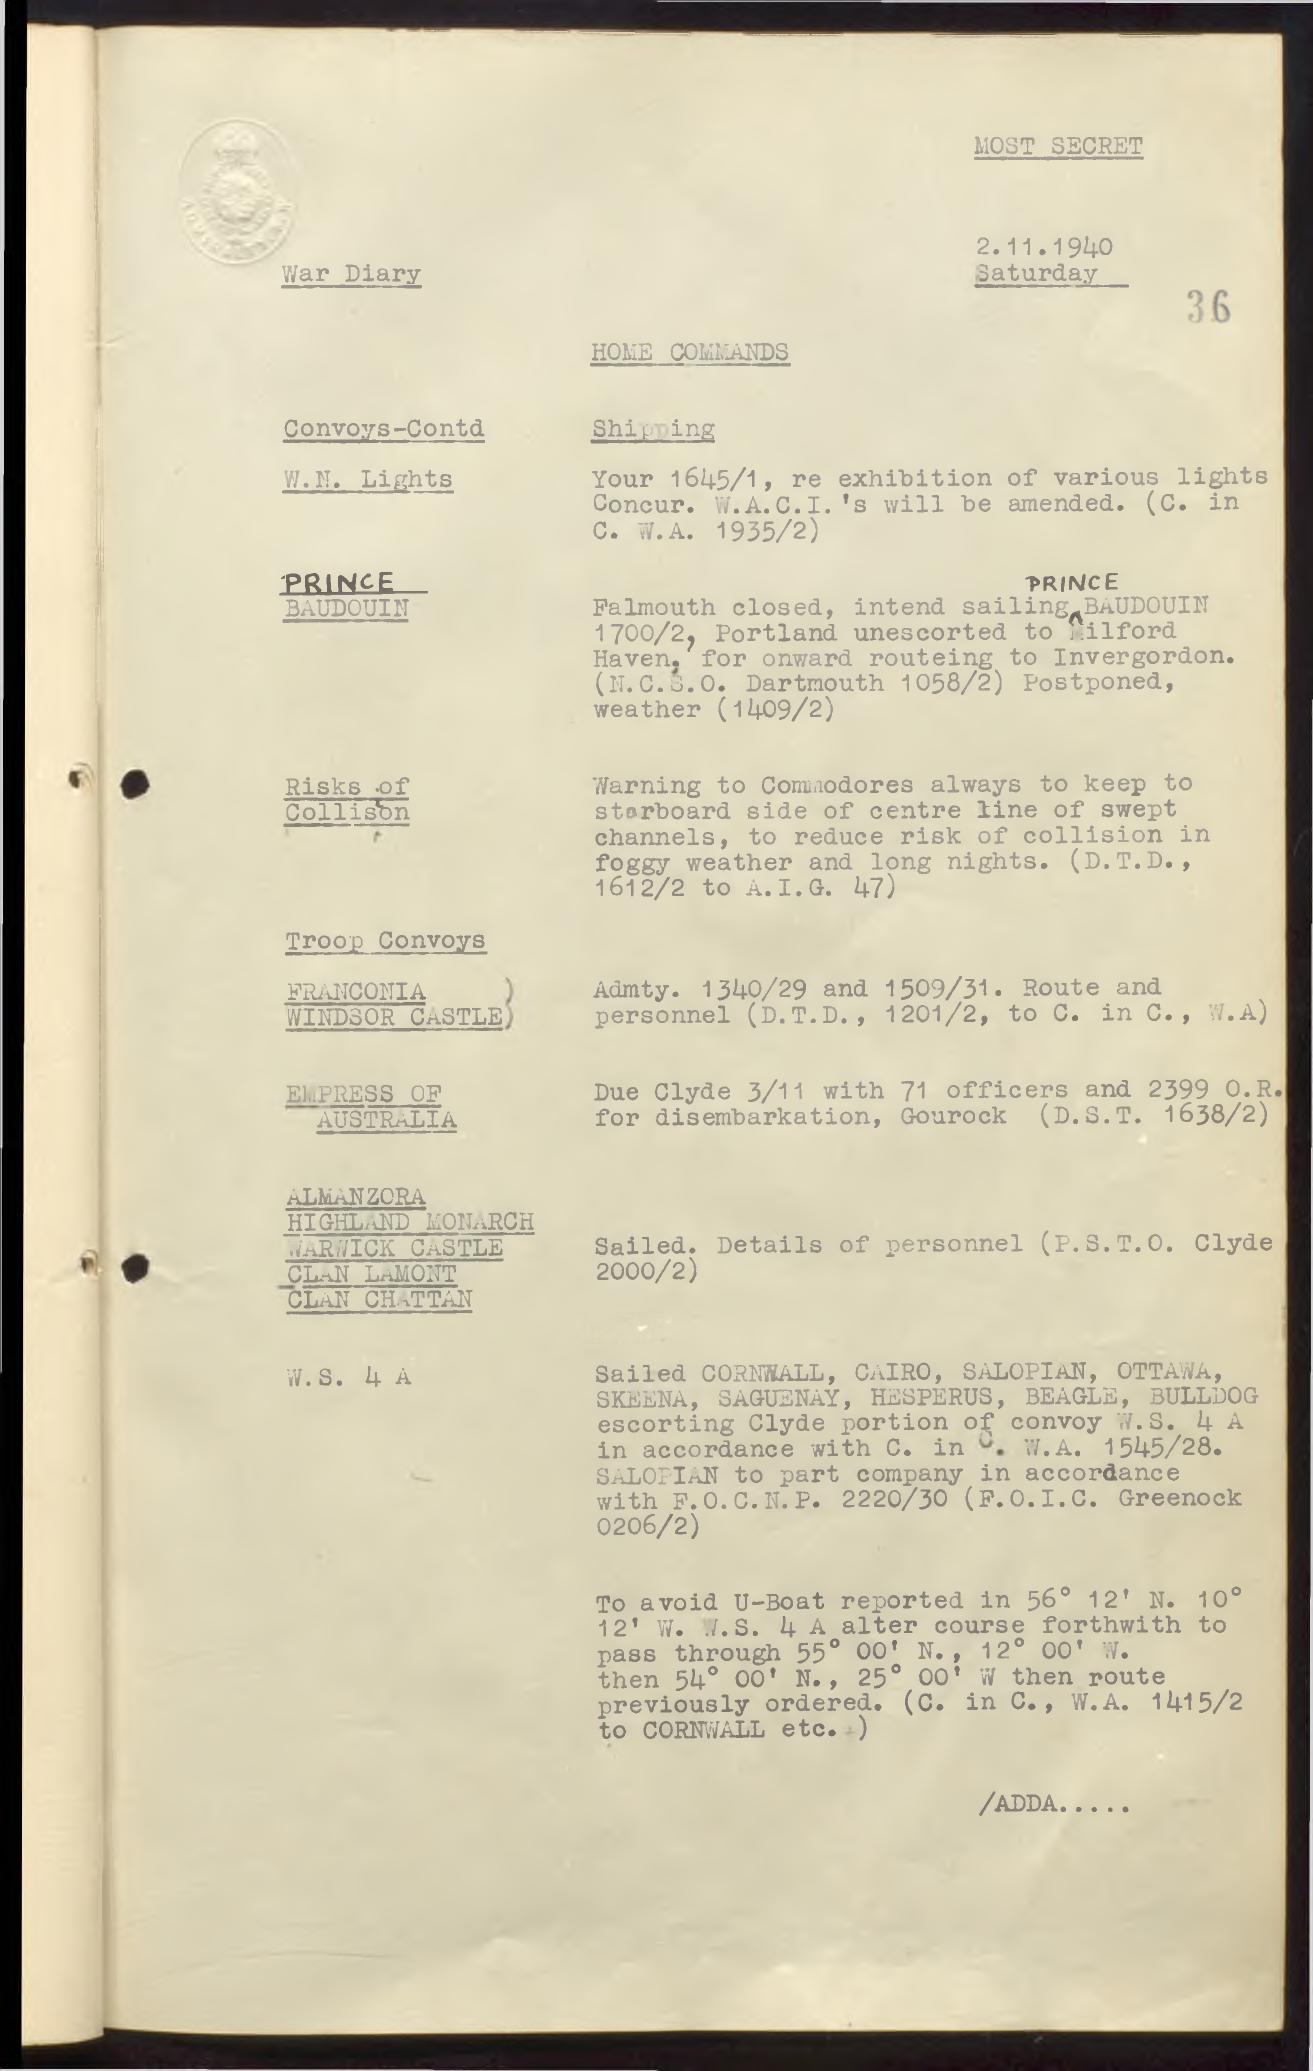 MOST SECRET
2.11.1940
War Diary
Saturday
36
HOME COMMANDS
Convoys-Contd
Shipping
W.N. Lights
Your 1645/1, re exhibition of various lights
Concur. W.A.C.I.'s will be amended. (C. in
C. W.A. 1935/2)
PRINCE
BAUDOUIN
PRINCE
Falmouth closed, intend sailing BAUDOUIN
1700/2, Portland unescorted to Milford
Haven, for onward routeing to Invergordon.
(N.C.S.O. Dartmouth 1058/2) Postponed,
weather (1409/2)
Risks of
Collison
Warning to Commodores always to keep to
starboard side of centre line of swept
channels, to reduce risk of collision in
foggy weather and long nights. (D.T.D.,
1612/2 to A.I.G. 47)
Troop Convoys
FRANCONIA )
WINDSOR CASTLE)
Admty. 1340/29 and 1509/31. Route and
personnel (D.T.D., 1201/2, to C. in C., W.A)
EMPRESS OF
AUSTRALIA
Due Clyde 3/11 with 71 officers and 2399 O.R.
for disembarkation, Gourock (D.S.T. 1638/2)
ALMANZORA
HIGHLAND MONARCH
WARWICK CASTLE
CLAN LAMONT
CLAN CHATTAN
Sailed. Details of personnel (P.S.T.O. Clyde
2000/2)
W.S. 4 A
Sailed CORNWALL, CAIRO, SALOPIAN, OTTAWA,
SKEENA, SAGUENAY, HESPERUS, BEAGLE, BULLDOG
escorting Clyde portion of convoy W.S. 4 A
in accordance with C. in C. W.A. 1545/28.
SALOPIAN to part company in accordance
with F.O.C.N.P. 2220/30 (F.O.I.C. Greenock
0206/2)
To avoid U-Boat reported in 56° 12' N. 10°
12' W. W.S. 4 A alter course forthwith to
pass through 55° 00' N., 12° 00' W.
then 54° 00' N., 25° 00' W then route
previously ordered. (C. in C., W.A. 1415/2
to CORNWALL etc. )
/ADDA.....